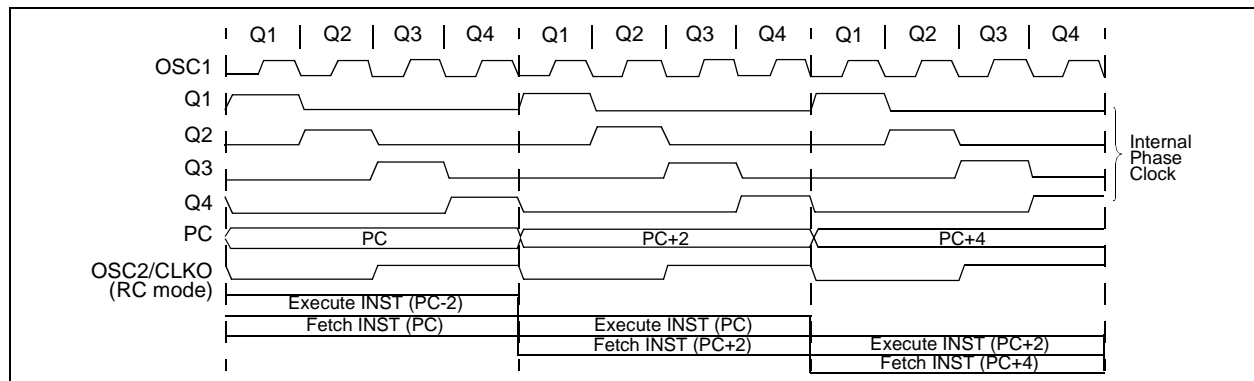 Q1 Q2 Q3 Q4 Q1 Q2 Q3 Q4 Q1 Q2 Q3 Q4
OSC1
Q1
Q2
Q3
Q4
Internal
Phase
Clock
PC
PC
PC+2
PC+4
OSC2/CLKO
(RC mode)
Execute INST (PC-2)
Fetch INST (PC)
Execute INST (PC)
Fetch INST (PC+2)
Execute INST (PC+2)
Fetch INST (PC+4)